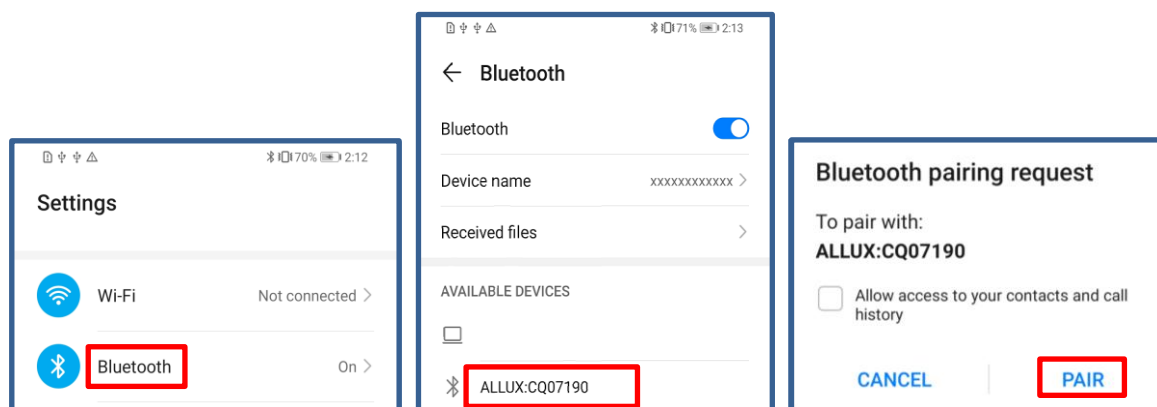 70% 2:12
Settings
Wi-Fi Not connected >
Bluetooth On >
71% 2:13
Bluetooth
Bluetooth
Device name xxxxxxxxxxxx >
Received files >
AVAILABLE DEVICES
ALLUX:CQ07190
Bluetooth pairing request
To pair with:
ALLUX:CQ07190
Allow access to your contacts and call
history
CANCEL PAIR